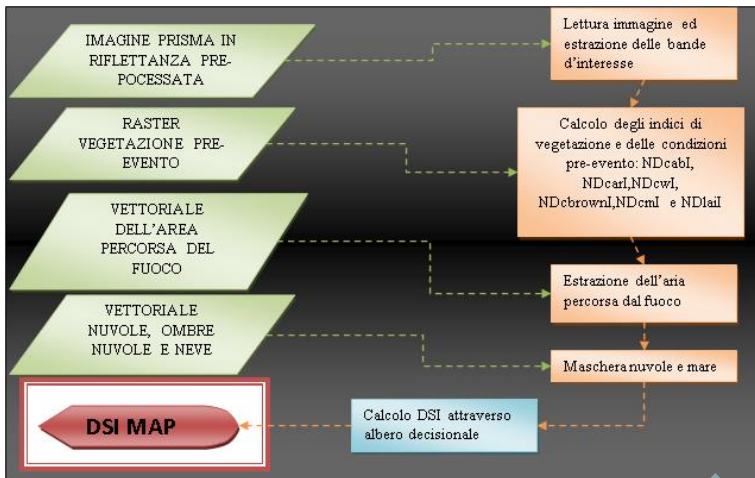 IMAGINE PRISMA IN
RIFLETTANZA PRE-
POCESSATA
Lettura immagine ed
estrazione delle bande
d'interesse
RASTER
VEGETAZIONE PRE-
EVENTO
Calcolo degli indici di
vegetazione e delle condizioni
pre-evento: NDcabI,
NDcarI,NDcwI,
NDcbrownI,NDcmI e NDlaiI
VETTORIALE
DELL'AREA
PERCORSA DEL
FUOCO
Estrazione dell'aria
percorsa dal fuoco
VETTORIALE
NUVOLE, OMBRE
NUVOLE E NEVE
Maschera nuvole e mare
DSI MAP
Calcolo DSI attraverso
albero decisionale